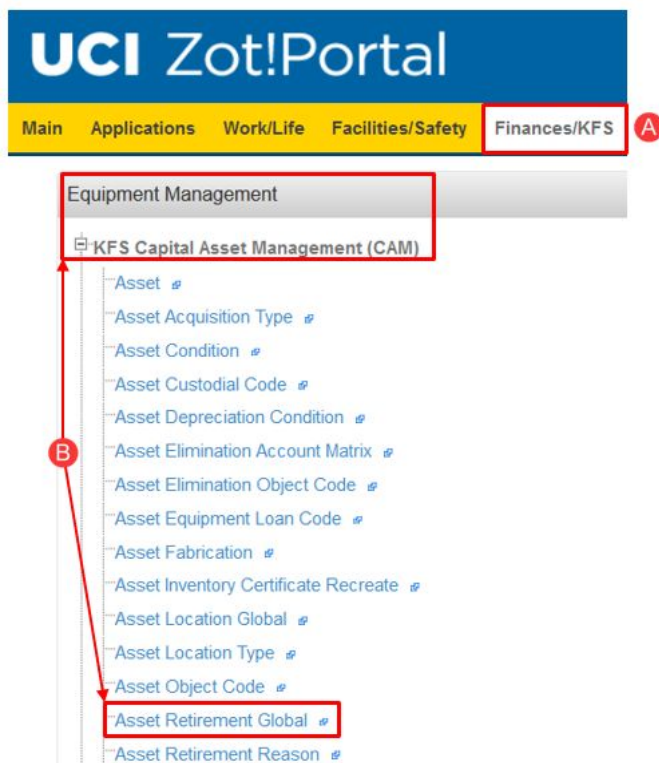 UCI Zot!Portal
Main Applications Work/Life Facilities/Safety Finances/KFS A
Equipment Management
KFS Capital Asset Management (CAM)
Asset
Asset Acquisition Type
Asset Condition
Asset Custodial Code
Asset Depreciation Condition
B
Asset Elimination Account Matrix
Asset Elimination Object Code
Asset Equipment Loan Code
Asset Fabrication
Asset Inventory Certificate Recreate
Asset Location Global
Asset Location Type
Asset Object Code
Asset Retirement Global
Asset Retirement Reason